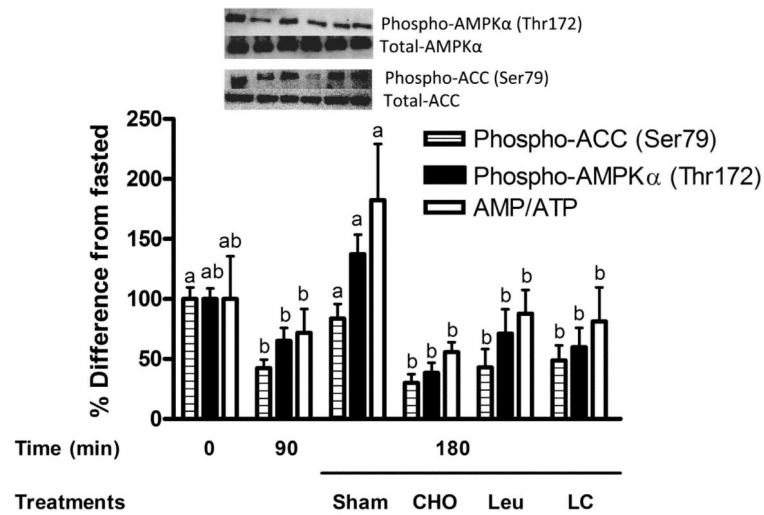 Phospho-AMPKα (Thr172)
Total-AMPKα
Phospho-ACC (Ser79)
Total-ACC
% Difference from fasted
250
200
150
100
50
0
Phospho-ACC (Ser79)
Phospho-AMPKα (Thr172)
AMP/ATP
a ab ab
b b b
a a a
b b b
b b b
b b b
Time (min) 0 90 180
Treatments Sham CHO Leu LC